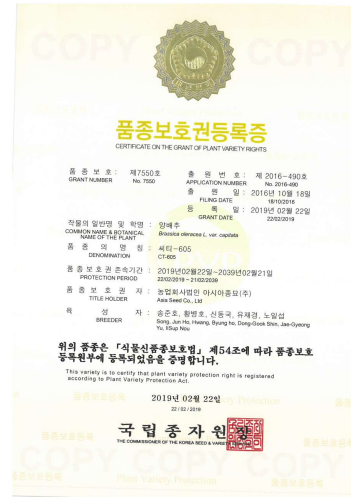 COPY COPY
품종보호권등록증
CERTIFICATE ON THE GRANT OF PLANT VARIETY RIGHTS
품 종 보 호 : 제7550호
GRANT NUMBER No. 7550
출 원 번 호 : 제 2016-490호
APPLICATION NUMBER No. 2016-490
출 원 일 : 2016년 10월 18일
FILING DATE 18/10/2016
등 록 일 : 2019년 02월 22일
GRANT DATE 22/02/2019
작물의 일반명 및 학명 : 양배추
COMMON NAME & BOTANICAL NAME OF THE PLANT Brassica oleracea L. var. capitata
품 종 의 명 칭 : 씨티-605
DENOMINATION CT-605
품 종 보 호 권 존속기간 : 2019년02월22일~2039년02월21일
PROTECTION PERIOD 22/02/2019 ~ 21/02/2039
품 종 보 호 권 자 : 농업회사법인 아시아종묘(주)
TITLE HOLDER Asia Seed Co., Ltd
육 성 자 : 송준호, 황병호, 신동국, 유재경, 노일섭
BREEDER Song, Jun Ho, Hwang, Byung ho, Dong-Gook Shin, Jae-Gyeong
Yu, IlSup Nou
위의 품종은 「식물신품종보호법」 제54조에 따라 품종보호
등록원부에 등록되었음을 증명합니다.
This variety is to certify that plant variety protection right is registered
according to Plant Variety Protection Act.
2019년 02월 22일
22 / 02 / 2019
국 립 종 자 원 장
THE COMMISSIONER OF THE KOREA SEED & VARIETY